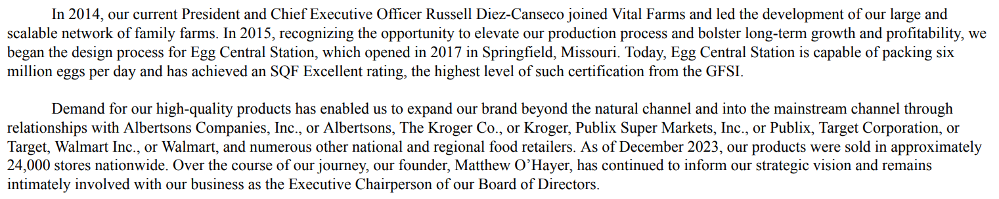 In 2014, our current President and Chief Executive Officer Russell Diez-Canseco joined Vital Farms and led the development of our large and
scalable network of family farms. In 2015, recognizing the opportunity to elevate our production process and bolster long-term growth and profitability, we
began the design process for Egg Central Station, which opened in 2017 in Springfield, Missouri. Today, Egg Central Station is capable of packing six
million eggs per day and has achieved an SQF Excellent rating, the highest level of such certification from the GFSI.
Demand for our high-quality products has enabled us to expand our brand beyond the natural channel and into the mainstream channel through
relationships with Albertsons Companies, Inc., or Albertsons, The Kroger Co., or Kroger, Publix Super Markets, Inc., or Publix, Target Corporation, or
Target, Walmart Inc., or Walmart, and numerous other national and regional food retailers. As of December 2023, our products were sold in approximately
24,000 stores nationwide. Over the course of our journey, our founder, Matthew O’Hayer, has continued to inform our strategic vision and remains
intimately involved with our business as the Executive Chairperson of our Board of Directors.